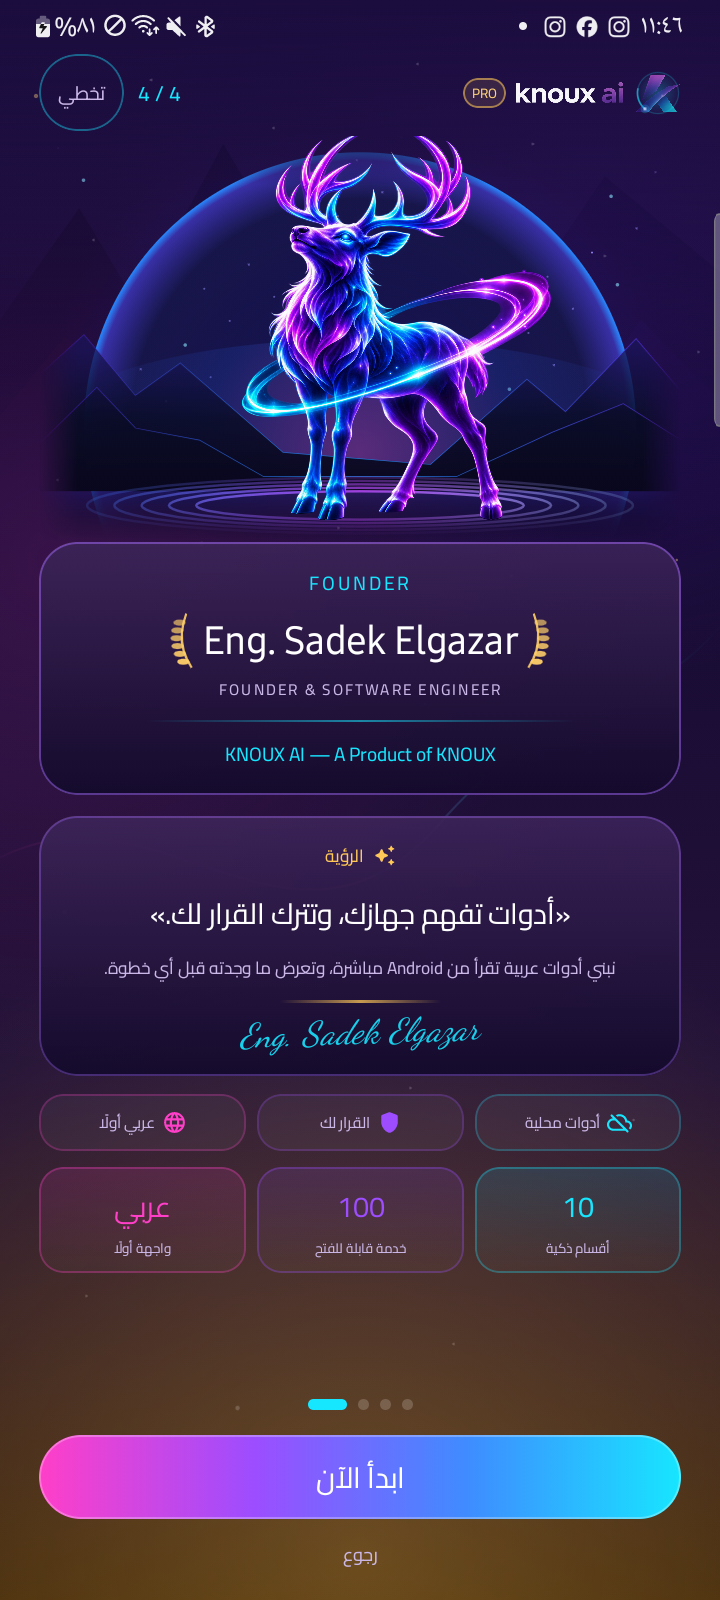 ١١:٤٦
%٨١
knoux ai PRO
4 / 4
تخطي
FOUNDER
Eng. Sadek Elgazar
FOUNDER & SOFTWARE ENGINEER
KNOUX AI — A Product of KNOUX
الرؤية
«أدوات تفهم جهازك، وتترك القرار لك.»
نبني أدوات عربية تقرأ من Android مباشرة، وتعرض ما وجدته قبل أي خطوة.
Eng. Sadek Elgazar
أدوات محلية
القرار لك
عربي أولًا
10
أقسام ذكية
100
خدمة قابلة للفتح
عربي
واجهة أولًا
ابدأ الآن
رجوع